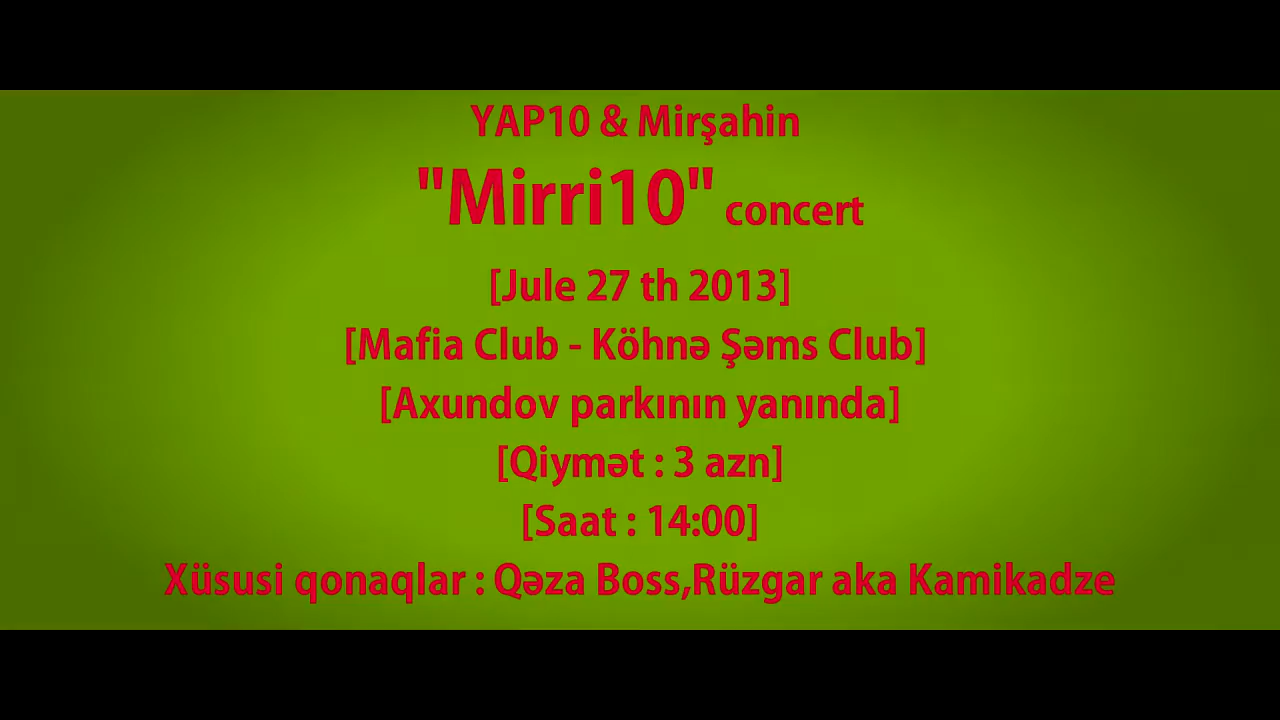 YAP10 & Mirşahin
"Mirri10" concert
[Jule 27 th 2013]
[Mafia Club - Köhnə Şəms Club]
[Axundov parkının yanında]
[Qiymət : 3 azn]
[Saat : 14:00]
Xüsusi qonaqlar : Qəza Boss,Rüzgar aka Kamikadze